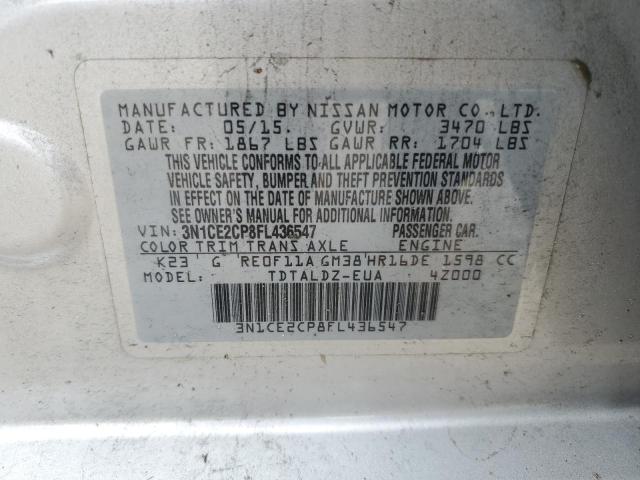 MANUFACTURED BY NISSAN MOTOR CO.,LTD.
DATE: 05/15. GVWR: 3470 LBS
GAWR FR: 1867 LBS GAWR RR: 1704 LBS
THIS VEHICLE CONFORMS TO ALL APPLICABLE FEDERAL MOTOR
VEHICLE SAFETY, BUMPER AND THEFT PREVENTION STANDARDS
IN EFFECT ON THE DATE OF MANUFACTURE SHOWN ABOVE.
SEE OWNER'S MANUAL FOR ADDITIONAL INFORMATION.
VIN: 3N1CE2CP8FL436547 PASSENGER CAR.
COLOR TRIM TRANS AXLE ENGINE
K23 G RE0F11A GM38 HR16DE 1598 CC
MODEL: TDTALDZ-EUA 4Z000
3N1CE2CP8FL436547